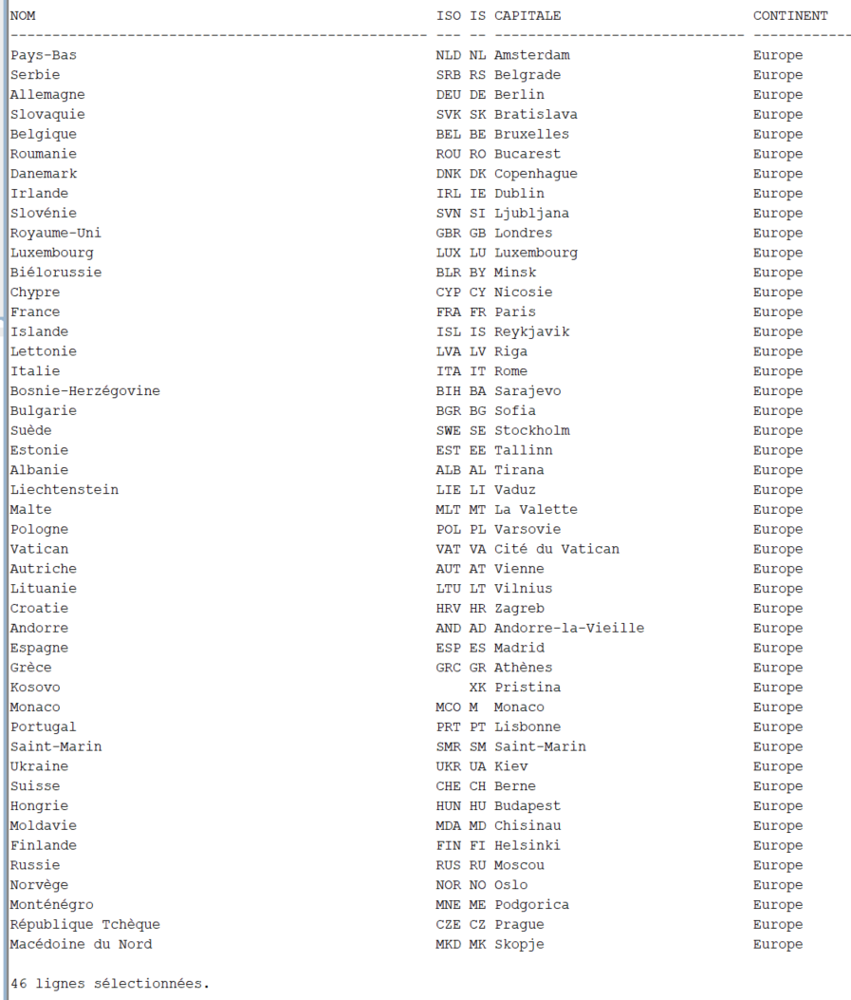 NOM ISO IS CAPITALE CONTINENT
-------------------------------------------------- --- -- ------------------------------ ------------
Pays-Bas NLD NL Amsterdam Europe
Serbie SRB RS Belgrade Europe
Allemagne DEU DE Berlin Europe
Slovaquie SVK SK Bratislava Europe
Belgique BEL BE Bruxelles Europe
Roumanie ROU RO Bucarest Europe
Danemark DNK DK Copenhague Europe
Irlande IRL IE Dublin Europe
Slovénie SVN SI Ljubljana Europe
Royaume-Uni GBR GB Londres Europe
Luxembourg LUX LU Luxembourg Europe
Biélorussie BLR BY Minsk Europe
Chypre CYP CY Nicosie Europe
France FRA FR Paris Europe
Islande ISL IS Reykjavik Europe
Lettonie LVA LV Riga Europe
Italie ITA IT Rome Europe
Bosnie-Herzégovine BIH BA Sarajevo Europe
Bulgarie BGR BG Sofia Europe
Suède SWE SE Stockholm Europe
Estonie EST EE Tallinn Europe
Albanie ALB AL Tirana Europe
Liechtenstein LIE LI Vaduz Europe
Malte MLT MT La Valette Europe
Pologne POL PL Varsovie Europe
Vatican VAT VA Cité du Vatican Europe
Autriche AUT AT Vienne Europe
Lituanie LTU LT Vilnius Europe
Croatie HRV HR Zagreb Europe
Andorre AND AD Andorre-la-Vieille Europe
Espagne ESP ES Madrid Europe
Grèce GRC GR Athènes Europe
Kosovo XK Pristina Europe
Monaco MCO M Monaco Europe
Portugal PRT PT Lisbonne Europe
Saint-Marin SMR SM Saint-Marin Europe
Ukraine UKR UA Kiev Europe
Suisse CHE CH Berne Europe
Hongrie HUN HU Budapest Europe
Moldavie MDA MD Chisinau Europe
Finlande FIN FI Helsinki Europe
Russie RUS RU Moscou Europe
Norvège NOR NO Oslo Europe
Monténégro MNE ME Podgorica Europe
République Tchèque CZE CZ Prague Europe
Macédoine du Nord MKD MK Skopje Europe
46 lignes sélectionnées.